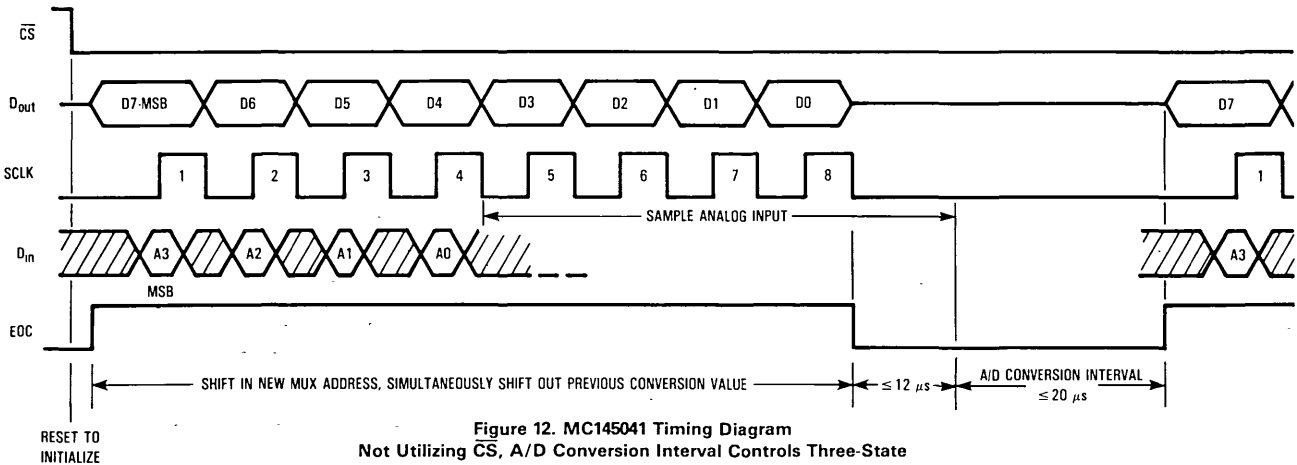 CS
Dout D7-MSB D6 D5 D4 D3 D2 D1 D0 D7
SCLK 1 2 3 4 5 6 7 8 1
SAMPLE ANALOG INPUT
Din A3 A2 A1 A0 A3
MSB
EOC
SHIFT IN NEW MUX ADDRESS, SIMULTANEOUSLY SHIFT OUT PREVIOUS CONVERSION VALUE
≤ 12 μs
A/D CONVERSION INTERVAL
≤ 20 μs
RESET TO
INITIALIZE
Figure 12. MC145041 Timing Diagram
Not Utilizing CS, A/D Conversion Interval Controls Three-State